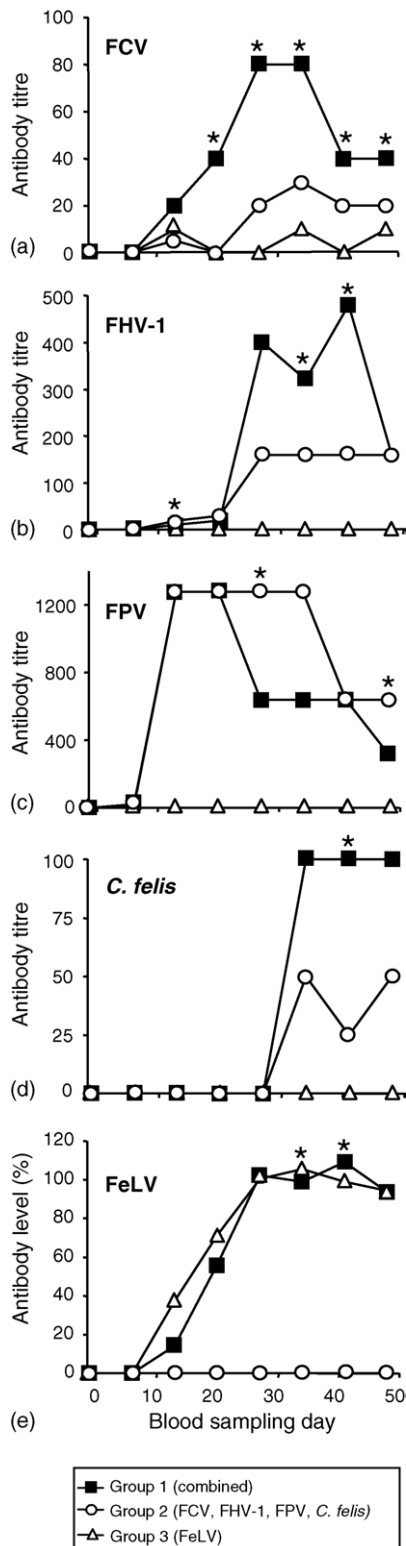 FCV
Antibody titre
100
80
60
40
20
0
* * * * *
(a)
FHV-1
Antibody titre
500
400
300
200
100
0
* * *
(b)
FPV
Antibody titre
1200
800
400
0
* *
(c)
C. felis
Antibody titre
100
75
50
25
0
*
(d)
FeLV
Antibody level (%)
120
100
80
60
40
20
0
* *
0 10 20 30 40 50
(e)
Blood sampling day
Group 1 (combined)
Group 2 (FCV, FHV-1, FPV, C. felis)
Group 3 (FeLV)